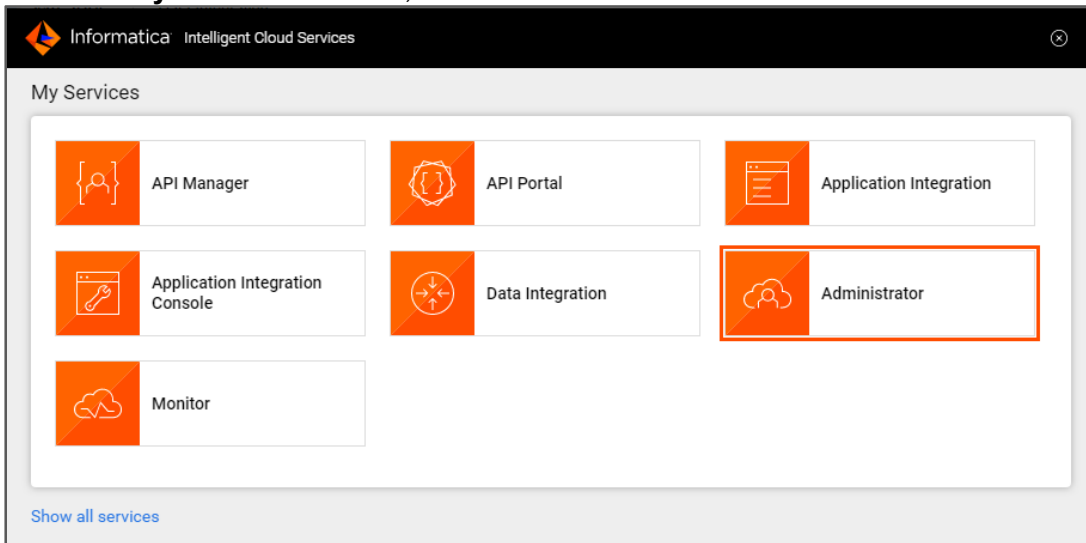 Informatica Intelligent Cloud Services
My Services
API Manager
API Portal
Application Integration
Application Integration
Console
Data Integration
Administrator
Monitor
Show all services